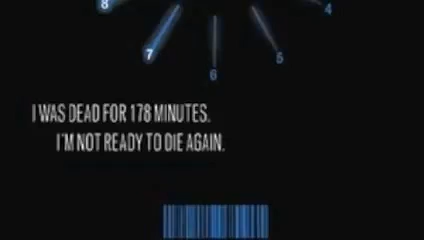 8
4
7
5
6
I WAS DEAD FOR 178 MINUTES.
I'M NOT READY TO DIE AGAIN.